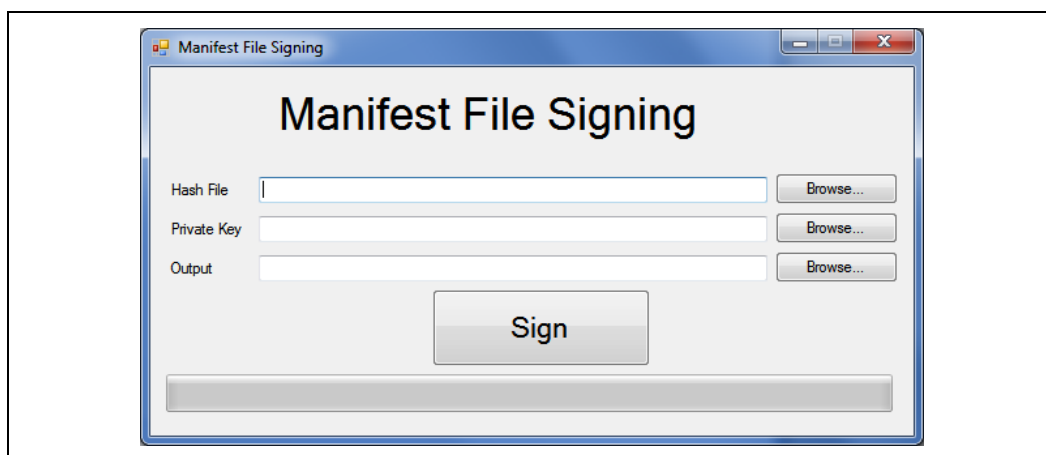 Manifest File Signing
Manifest File Signing
Hash File Browse...
Private Key Browse...
Output Browse...
Sign